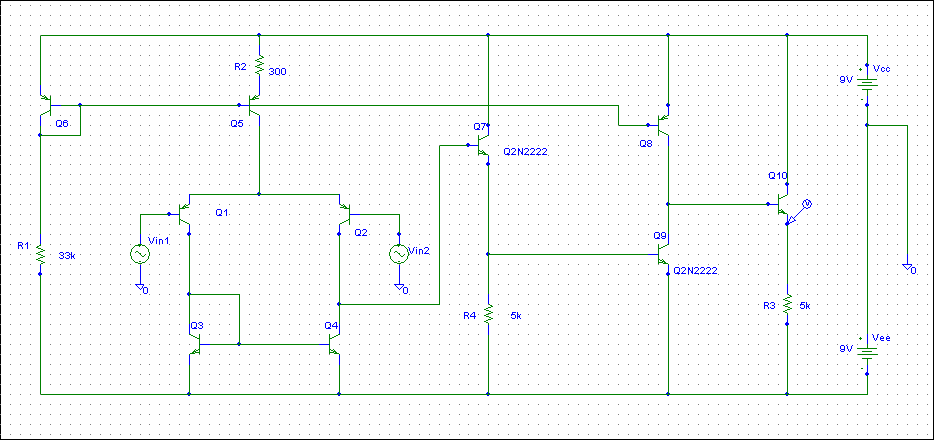 R2
300
Vcc
9V
Q6
Q5
Q7
Q2N2222
Q8
Q10
V
Q1
Q2
Vin1
Vin2
Q9
R1
33k
0
0
Q2N2222
0
R4
5k
R3
5k
Q3
Q4
Vee
9V